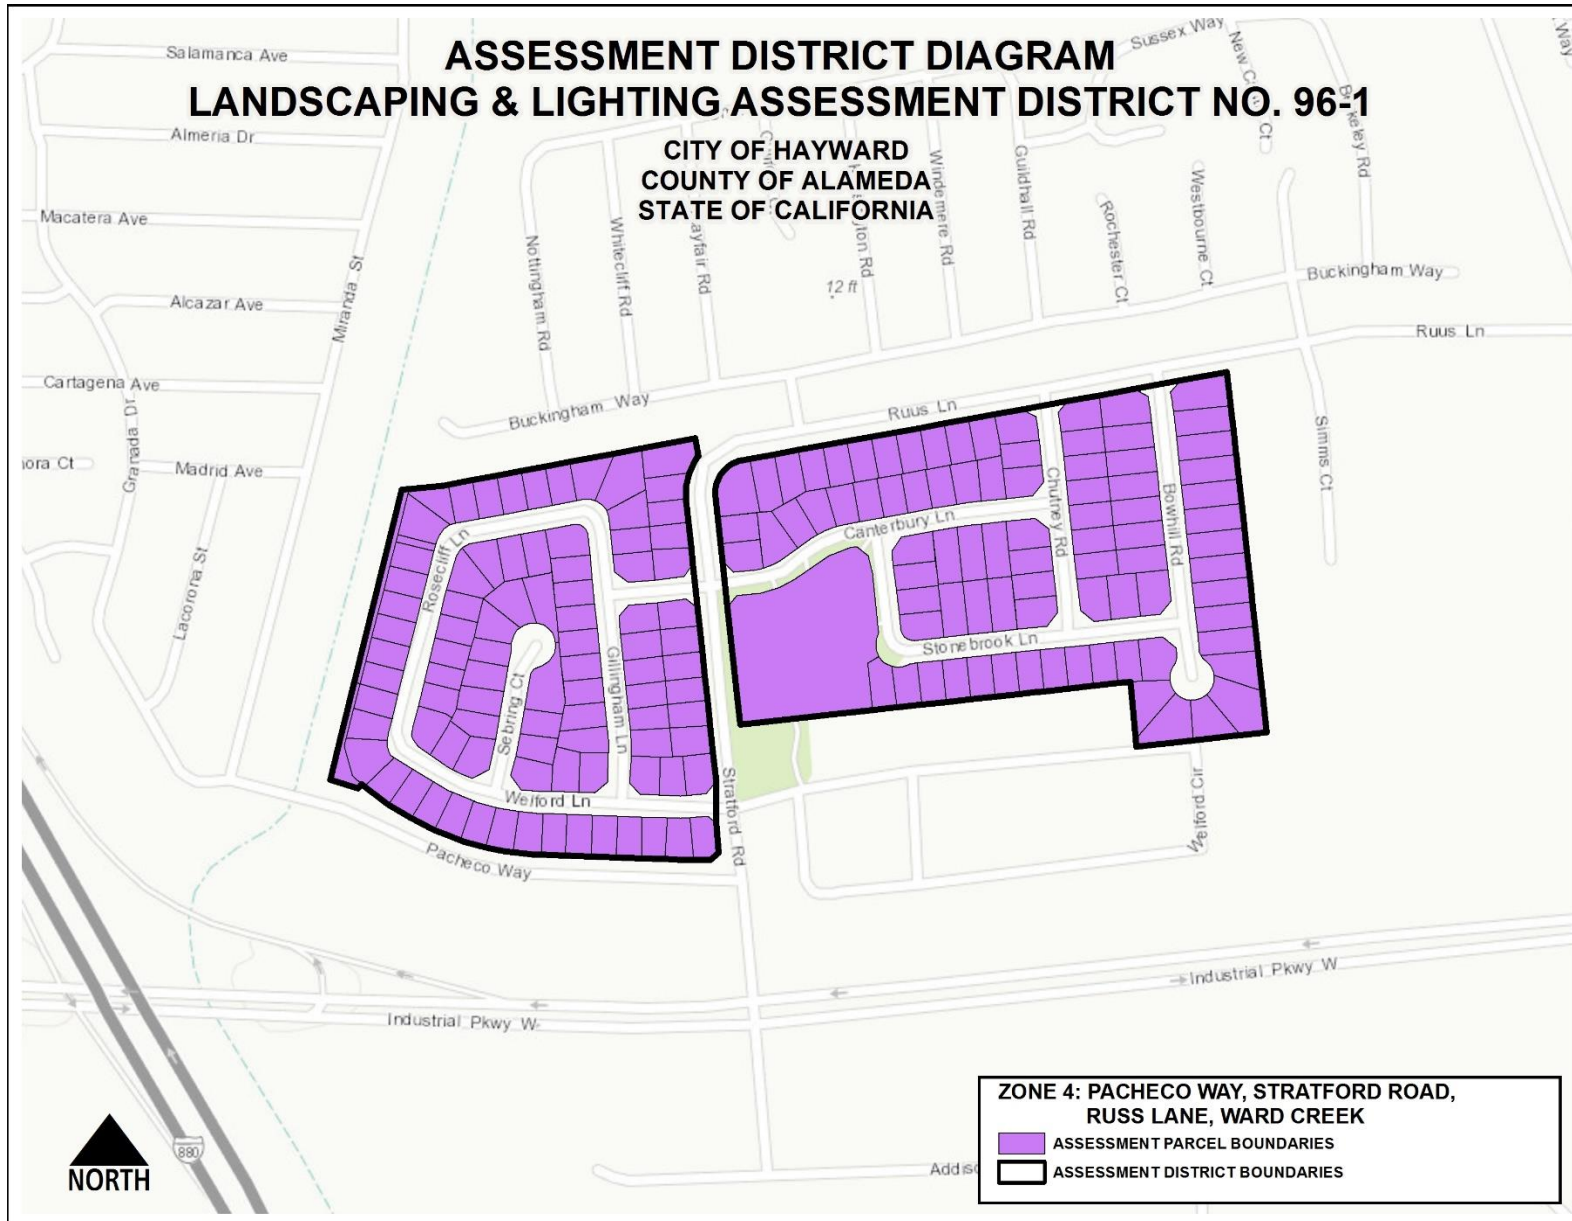 ASSESSMENT DISTRICT DIAGRAM
LANDSCAPING & LIGHTING ASSESSMENT DISTRICT NO. 96-1
CITY OF HAYWARD
COUNTY OF ALAMEDA
STATE OF CALIFORNIA
Salamanca Ave
Sussex Way
Way
Almeria Dr
Macatera Ave
Miranda St
Alcazar Ave
Cartagena Ave
Granada Dr
Madrid Ave
Lacorona St
Nottingham Rd
Whitecliff Rd
Windemere Rd
Guildhall Rd
Rochester Ct
Westbourne Ct
12 ft
Buckingham Way
Ruus Ln
Buckingham Way
Ruus Ln
Simms Ct
Chutney Rd
Bowhill Rd
Canterbury Ln
Stonebrook Ln
Rosecliff Ln
Gillingham Ln
Sebring Ct
Welford Ln
Stratford Rd
Welford Cir
Pacheco Way
Industrial Pkwy W
Industrial Pkwy W
880
NORTH
ZONE 4: PACHECO WAY, STRATFORD ROAD,
RUSS LANE, WARD CREEK
ASSESSMENT PARCEL BOUNDARIES
ASSESSMENT DISTRICT BOUNDARIES